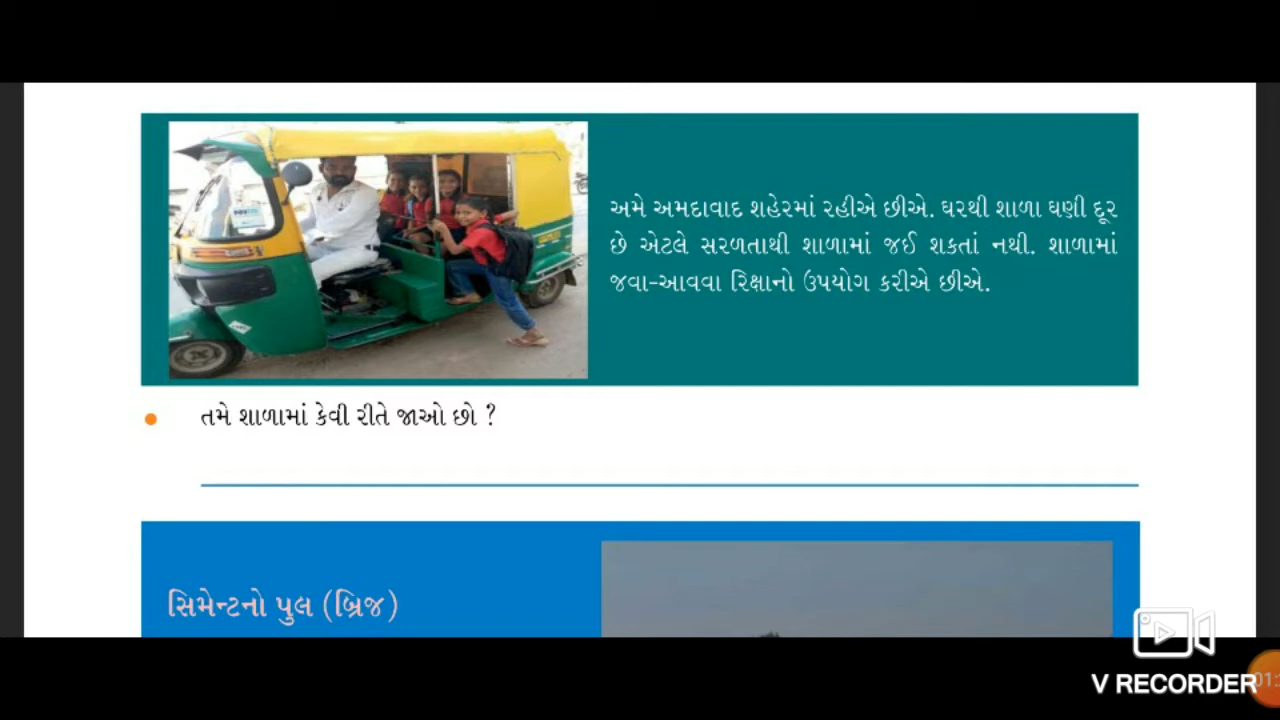 અમે અમદાવાદ શહેરમાં રહીએ છીએ. ઘરથી શાળા ઘણી દૂર
છે એટલે સરળતાથી શાળામાં જઈ શકતાં નથી. શાળામાં
જવા-આવવા રિક્ષાનો ઉપયોગ કરીએ છીએ.
તમે શાળામાં કેવી રીતે જાઓ છો ?
સિમેન્ટનો પુલ (બ્રિજ)
V RECORDER